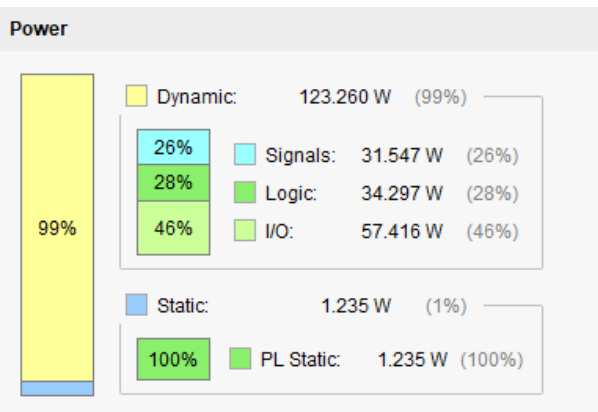 Power
Dynamic: 123.260 W (99%)
26% Signals: 31.547 W (26%)
28% Logic: 34.297 W (28%)
99% 46% I/O: 57.416 W (46%)
Static: 1.235 W (1%)
100% PL Static: 1.235 W (100%)